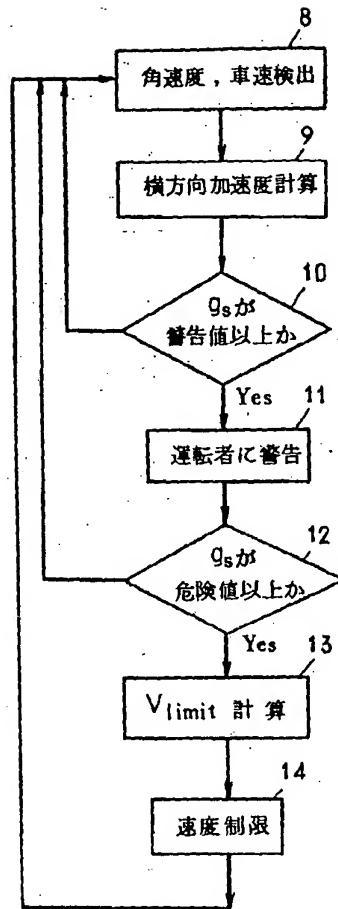 8
角速度，車速検出
9
横方向加速度計算
10
gsが
警告値以上か
Yes
11
運転者に警告
12
gsが
危険値以上か
Yes
13
Vlimit 計算
14
速度制限